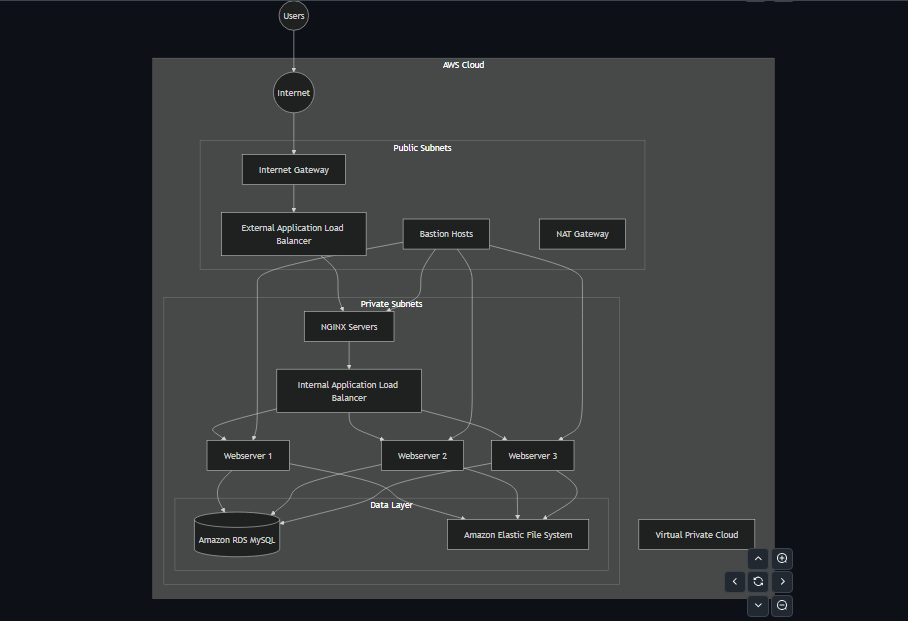 Users
AWS Cloud
Internet
Public Subnets
Internet Gateway
External Application Load
Balancer
Bastion Hosts
NAT Gateway
Private Subnets
NGINX Servers
Internal Application Load
Balancer
Webserver 1
Webserver 2
Webserver 3
Data Layer
Amazon RDS MySQL
Amazon Elastic File System
Virtual Private Cloud